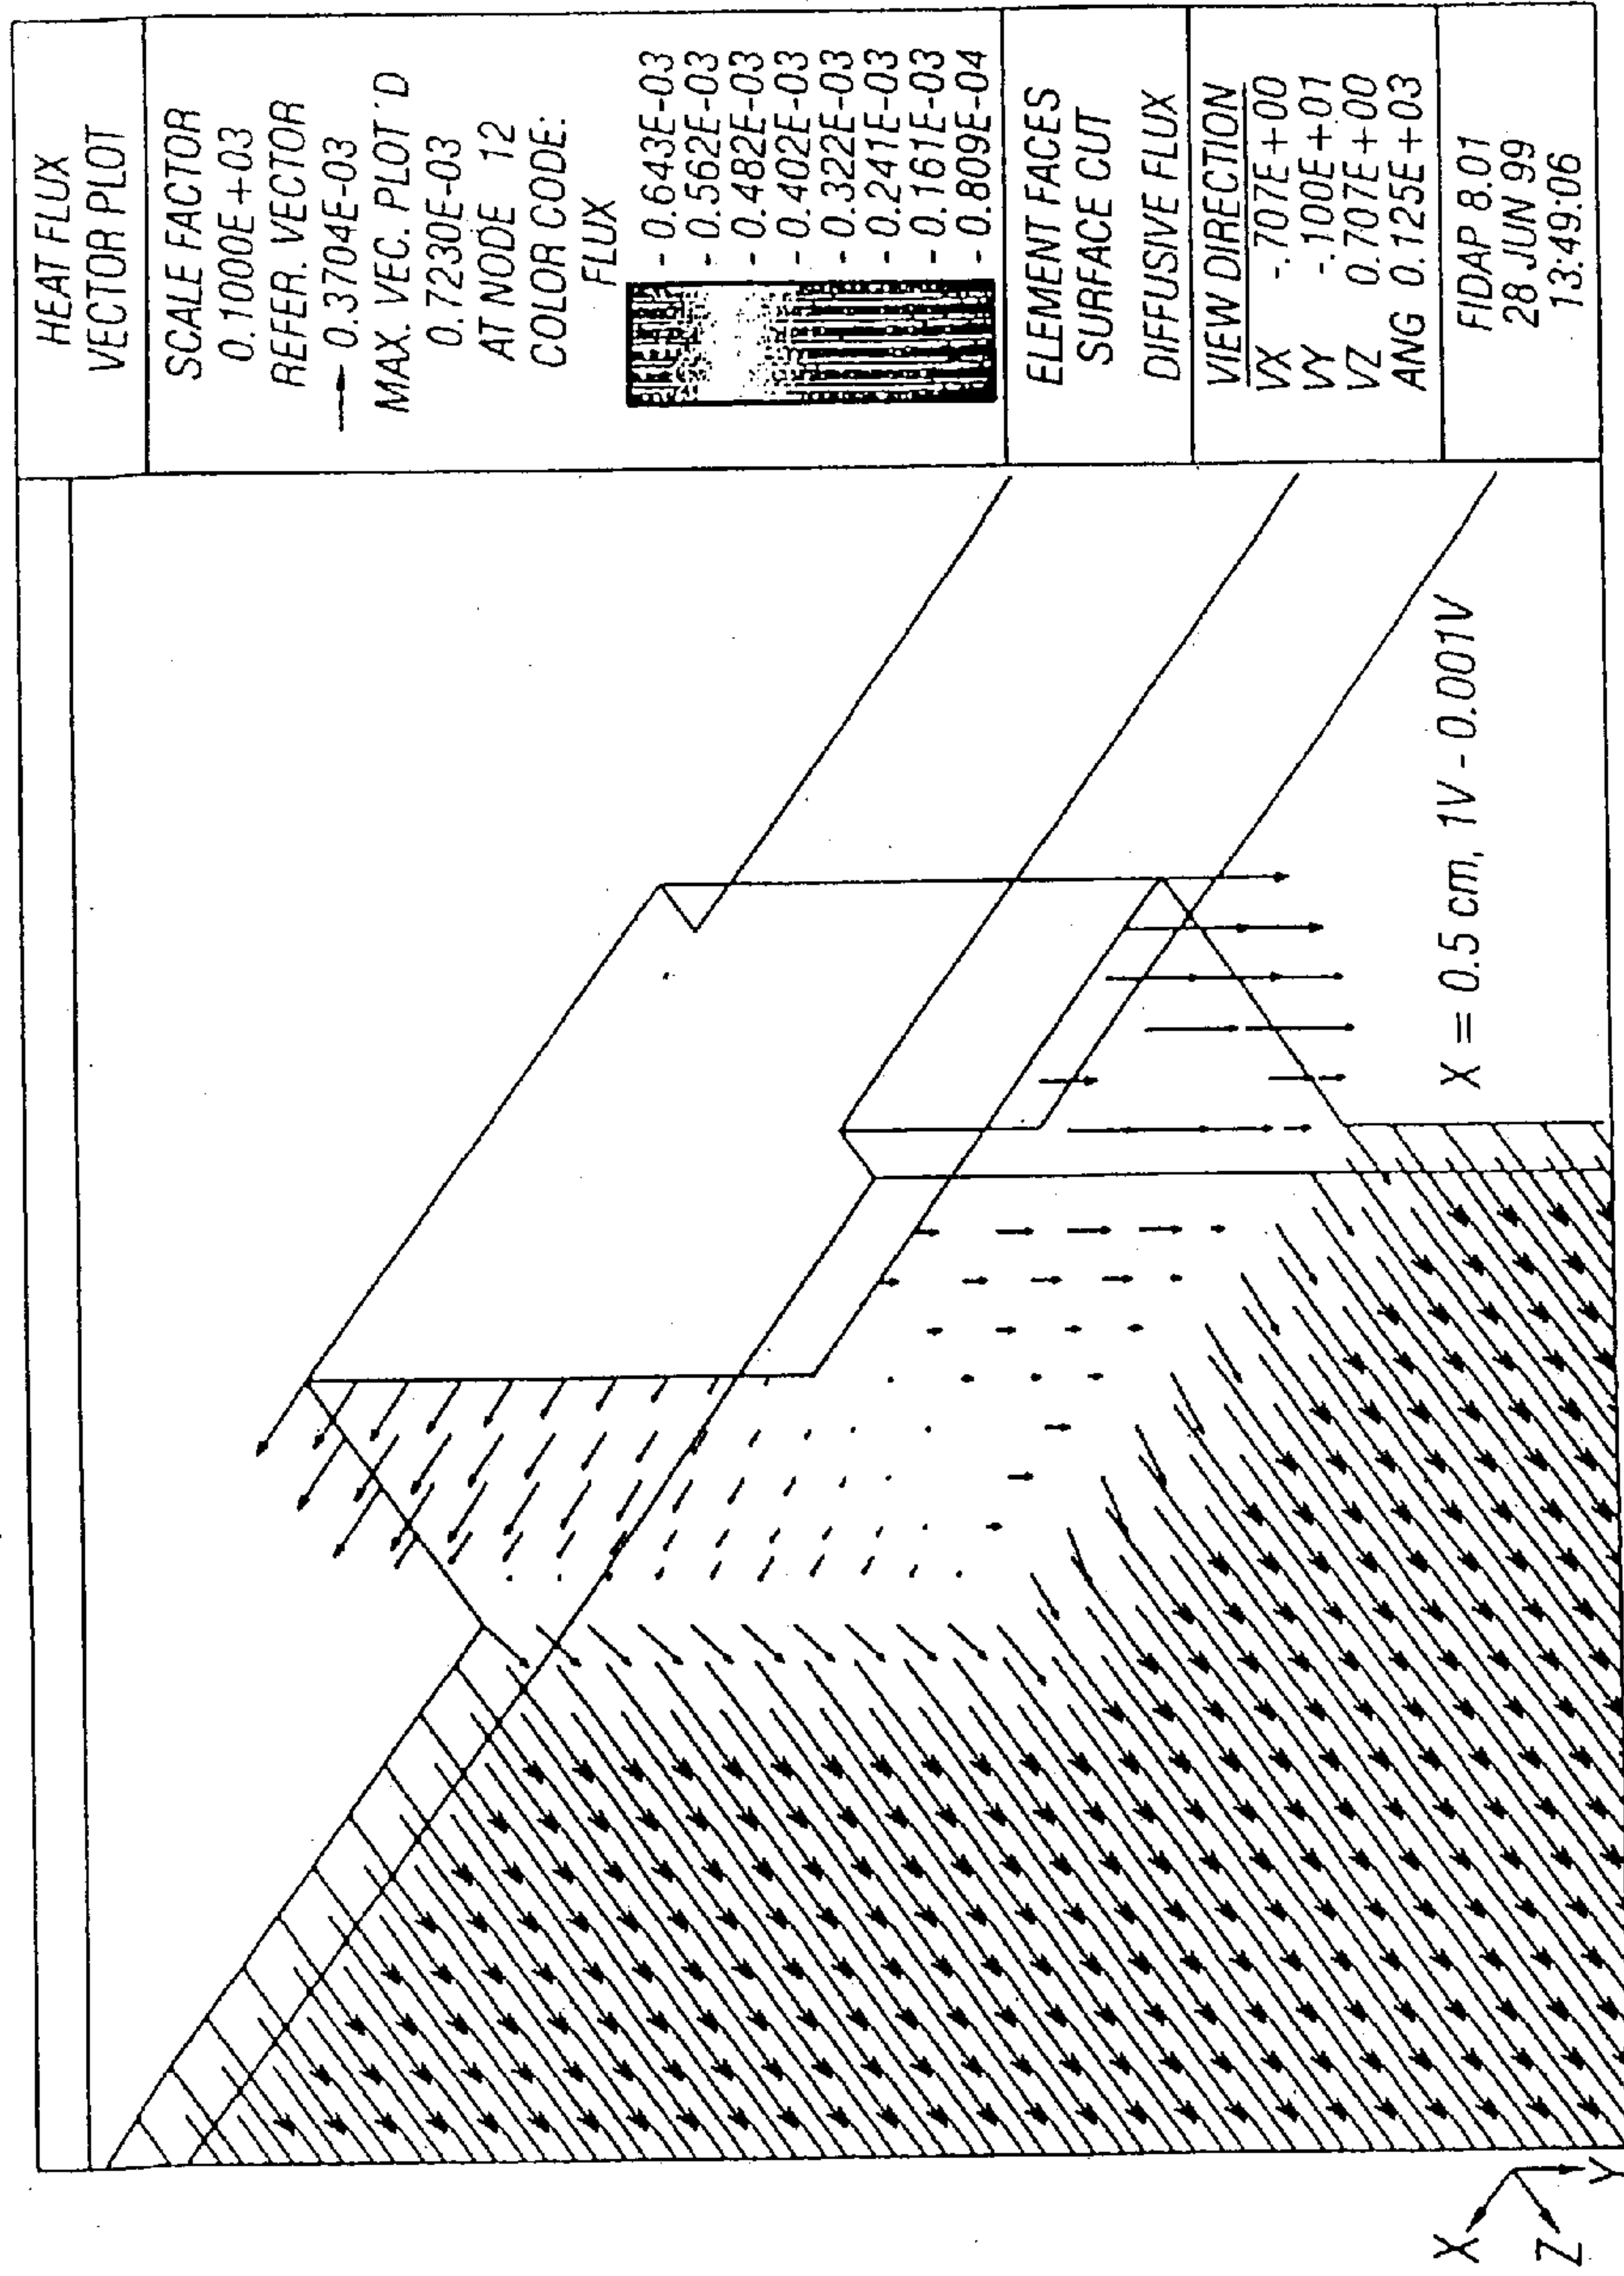 HEAT FLUX
VECTOR PLOT
SCALE FACTOR
0.1000E+03
REFER. VECTOR
0.3704E-03
MAX. VEC. PLOT'D
0.7230E-03
AT NODE 12
COLOR CODE:
FLUX
- 0.643E-03
- 0.562E-03
- 0.482E-03
- 0.402E-03
- 0.322E-03
- 0.241E-03
- 0.161E-03
- 0.809E-04
ELEMENT FACES
SURFACE CUT
DIFFUSIVE FLUX
VIEW DIRECTION
VX -.707E+00
VY -.100E+01
VZ 0.707E+00
ANG 0.125E+03
FIDAP 8.01
28 JUN 99
13:49:06
X = 0.5 cm, 1V - 0.001V
X
Z
Y